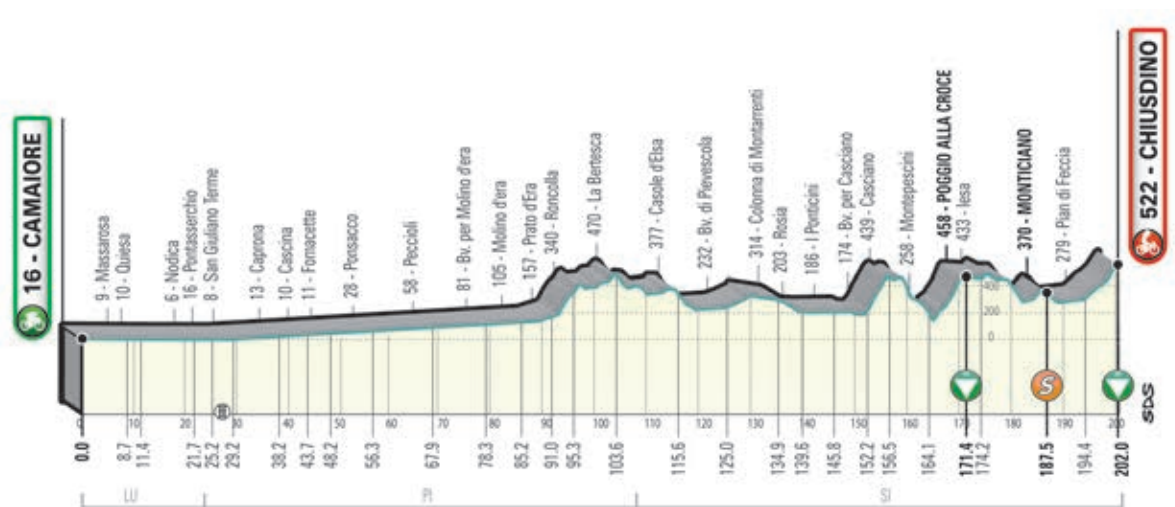 16 - CAMAIORE
9 - Massarosa
10 - Quiesa
6 - Nodica
16 - Pontasserchio
8 - San Giuliano Terme
13 - Caprona
10 - Cascina
11 - Fornacette
28 - Ponsacco
58 - Peccioli
81 - Bv. per Molino d'era
105 - Molino d'era
157 - Prato d'Era
340 - Roncolla
470 - La Bertesca
377 - Casole d'Elsa
232 - Bv. di Pievescola
314 - Colonna di Montarrenti
203 - Rosia
186 - I Ponticini
174 - Bv. per Casciano
439 - Casciano
258 - Montepescini
458 - POGGIO ALLA CROCE
433 - Iesa
370 - MONTICIANO
279 - Pian di Feccia
522 - CHIUSDINO
400
200
0
S
SDS
0 10 20 30 40 50 60 70 80 90 100 110 120 130 140 150 160 170 180 190 200
0.0 8.7 11.4 21.7 25.2 29.2 38.2 43.7 48.2 56.3 67.9 78.3 85.2 91.0 95.3 103.6 115.6 125.0 134.9 139.6 145.8 152.2 156.5 164.1 171.4 174.2 187.5 194.4 202.0
LU PI SI